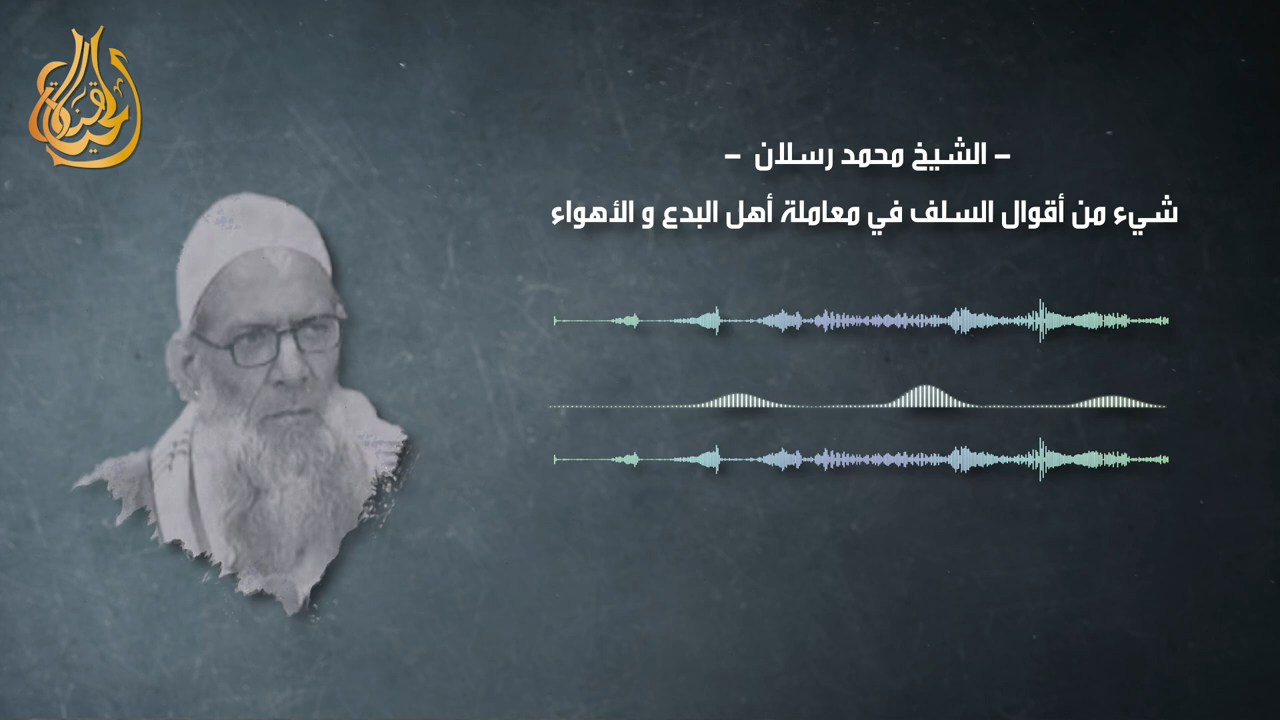 – الشيخ محمد رسلان –
شيء من أقوال السلف في معاملة أهل البدع و الأهواء